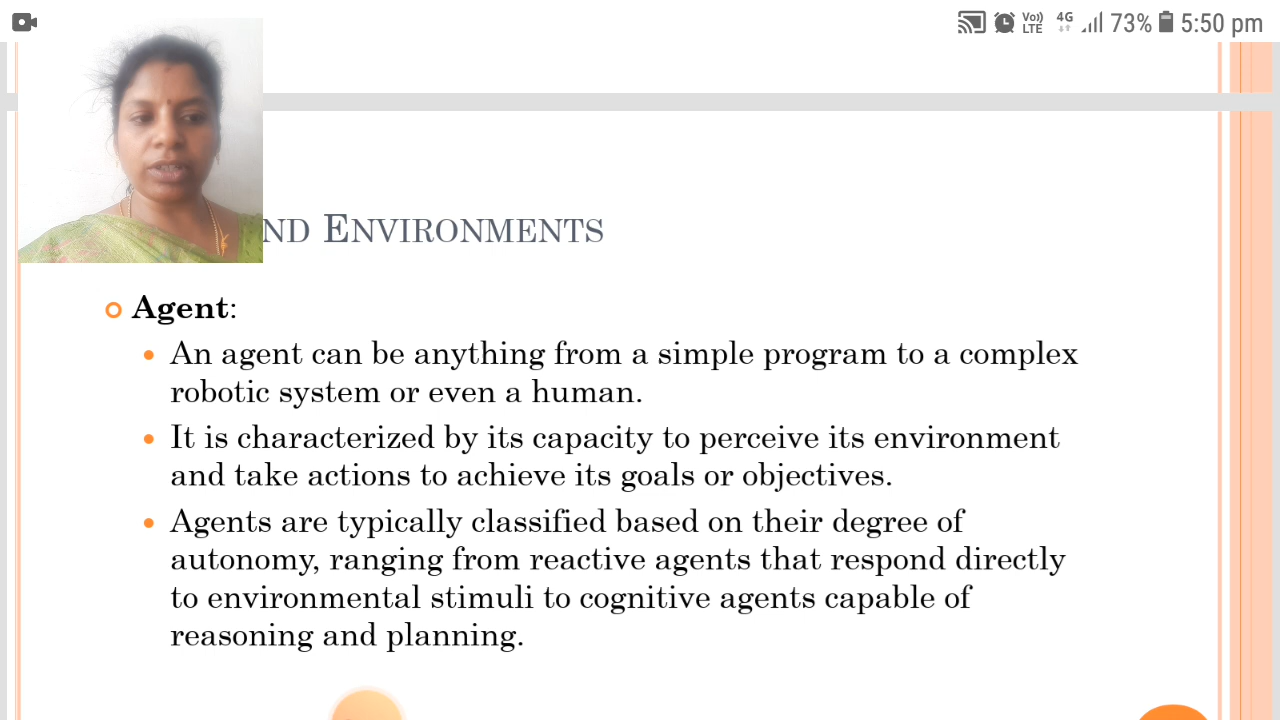 Vo)) 4G 73% 5:50 pm
LTE
ND ENVIRONMENTS
Agent:
An agent can be anything from a simple program to a complex
robotic system or even a human.
It is characterized by its capacity to perceive its environment
and take actions to achieve its goals or objectives.
Agents are typically classified based on their degree of
autonomy, ranging from reactive agents that respond directly
to environmental stimuli to cognitive agents capable of
reasoning and planning.